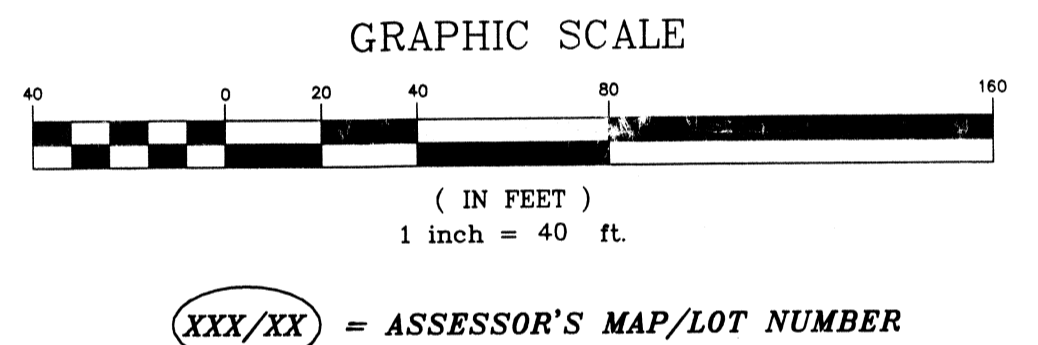 GRAPHIC SCALE
40 0 20 40 80 160
( IN FEET )
1 inch = 40 ft.
XXX/XX = ASSESSOR'S MAP/LOT NUMBER